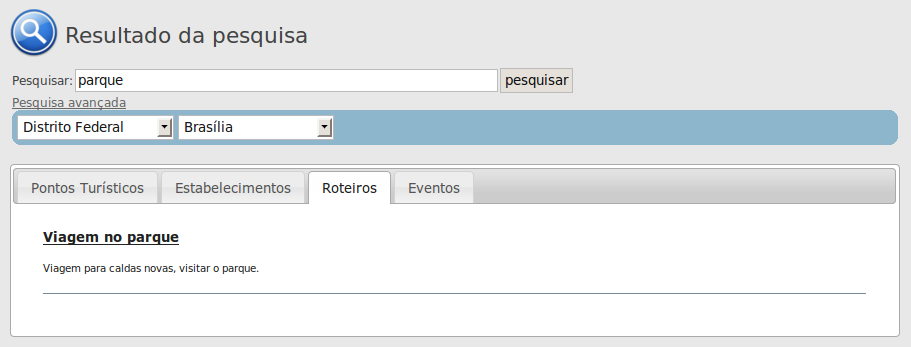 Resultado da pesquisa
Pesquisar: parque pesquisar
Pesquisa avançada
Distrito Federal Brasília
Pontos Turísticos Estabelecimentos Roteiros Eventos
Viagem no parque
Viagem para caldas novas, visitar o parque.